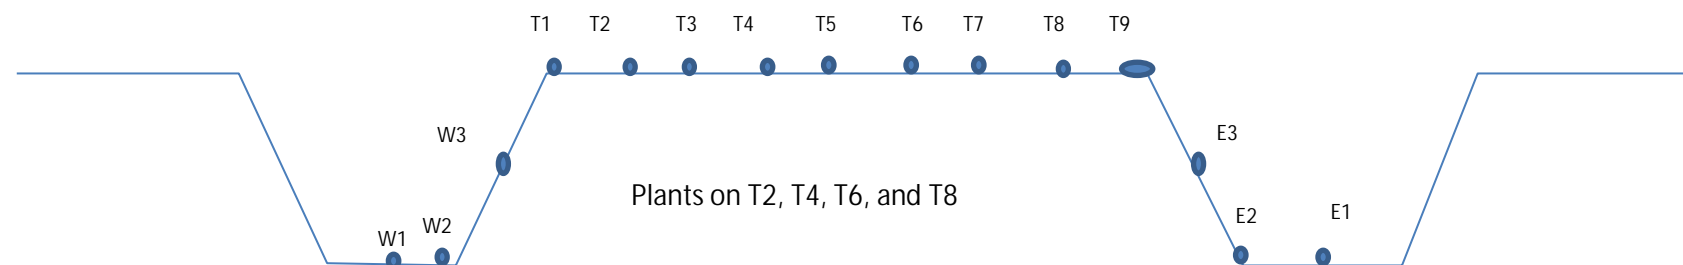 T1 T2 T3 T4 T5 T6 T7 T8 T9
W3 E3
Plants on T2, T4, T6, and T8
W1 W2 E2 E1